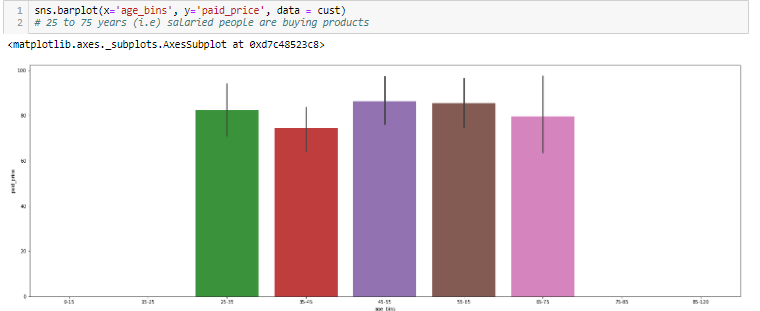 1 sns.barplot(x='age_bins', y='paid_price', data = cust)
2 # 25 to 75 years (i.e) salaried people are buying products
<matplotlib.axes._subplots.AxesSubplot at 0xd7c48523c8>
100
80
60
40
20
0
paid_price
0-15 15-25 25-35 35-45 45-55 55-65 65-75 75-85 85-120
age_bins